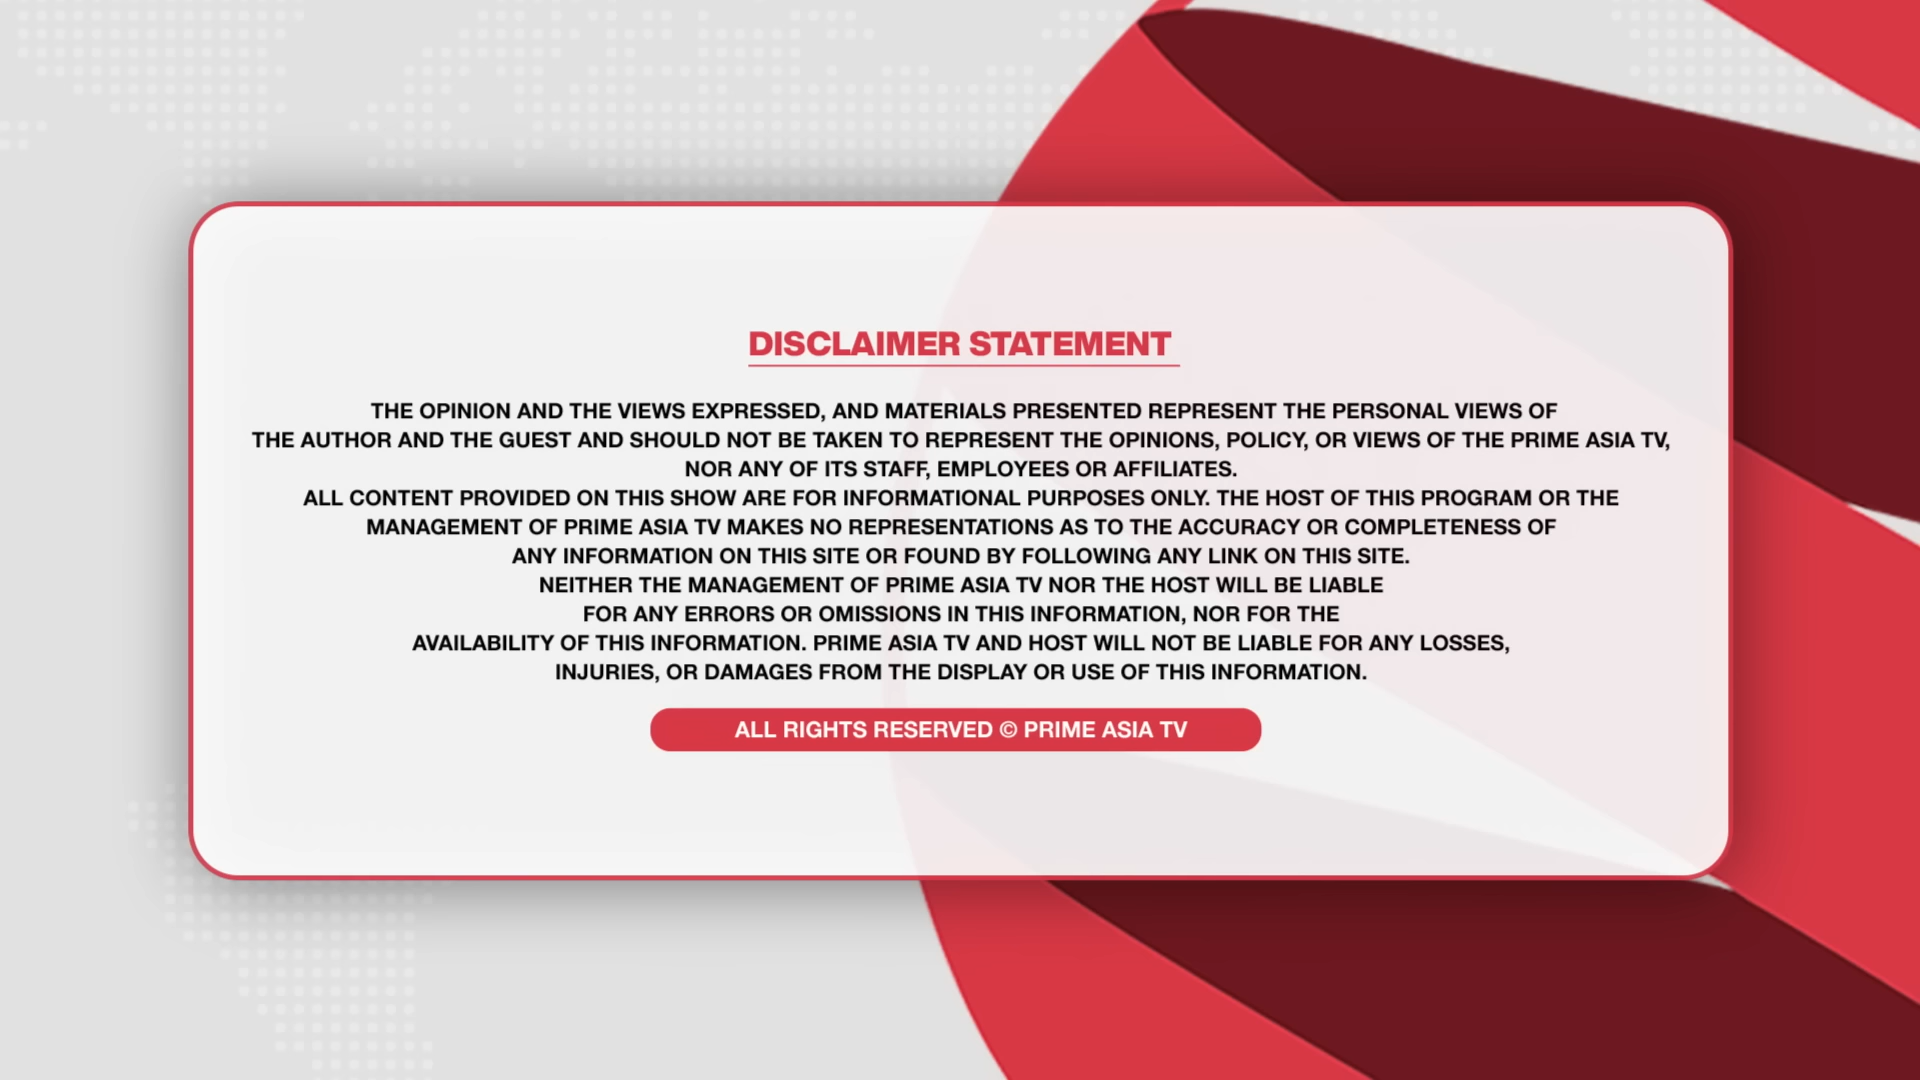 DISCLAIMER STATEMENT
THE OPINION AND THE VIEWS EXPRESSED, AND MATERIALS PRESENTED REPRESENT THE PERSONAL VIEWS OF
THE AUTHOR AND THE GUEST AND SHOULD NOT BE TAKEN TO REPRESENT THE OPINIONS, POLICY, OR VIEWS OF THE PRIME ASIA TV,
NOR ANY OF ITS STAFF, EMPLOYEES OR AFFILIATES.
ALL CONTENT PROVIDED ON THIS SHOW ARE FOR INFORMATIONAL PURPOSES ONLY. THE HOST OF THIS PROGRAM OR THE
MANAGEMENT OF PRIME ASIA TV MAKES NO REPRESENTATIONS AS TO THE ACCURACY OR COMPLETENESS OF
ANY INFORMATION ON THIS SITE OR FOUND BY FOLLOWING ANY LINK ON THIS SITE.
NEITHER THE MANAGEMENT OF PRIME ASIA TV NOR THE HOST WILL BE LIABLE
FOR ANY ERRORS OR OMISSIONS IN THIS INFORMATION, NOR FOR THE
AVAILABILITY OF THIS INFORMATION. PRIME ASIA TV AND HOST WILL NOT BE LIABLE FOR ANY LOSSES,
INJURIES, OR DAMAGES FROM THE DISPLAY OR USE OF THIS INFORMATION.
ALL RIGHTS RESERVED © PRIME ASIA TV